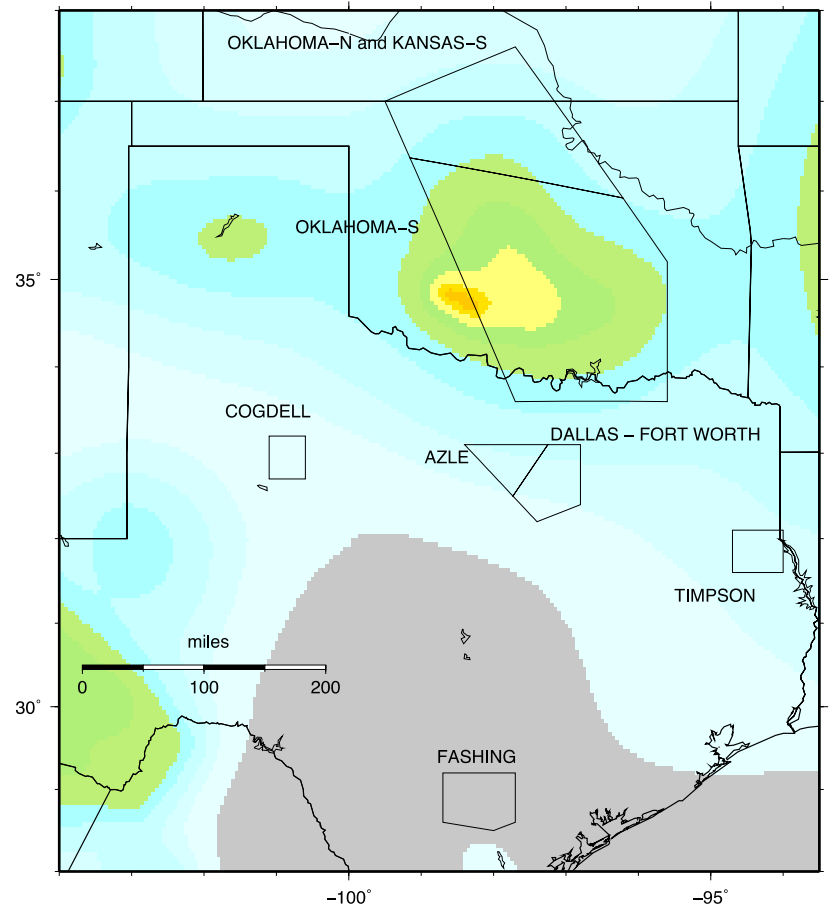 OKLAHOMA−N and KANSAS−S
OKLAHOMA−S
35°
COGDELL
DALLAS − FORT WORTH
AZLE
TIMPSON
miles
0 100 200
30°
FASHING
−100° −95°